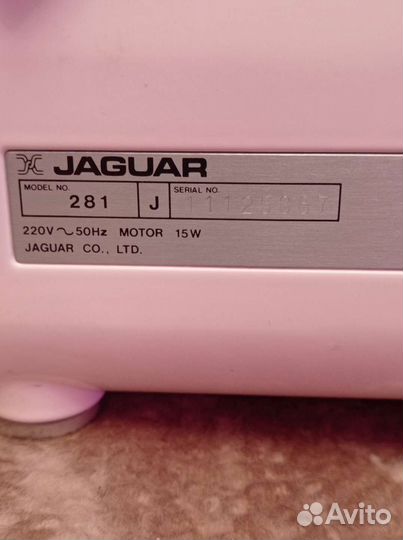 JAGUAR
MODEL NO. 281 J SERIAL NO.
220V ~ 50Hz MOTOR 15W
JAGUAR CO., LTD.
Avito